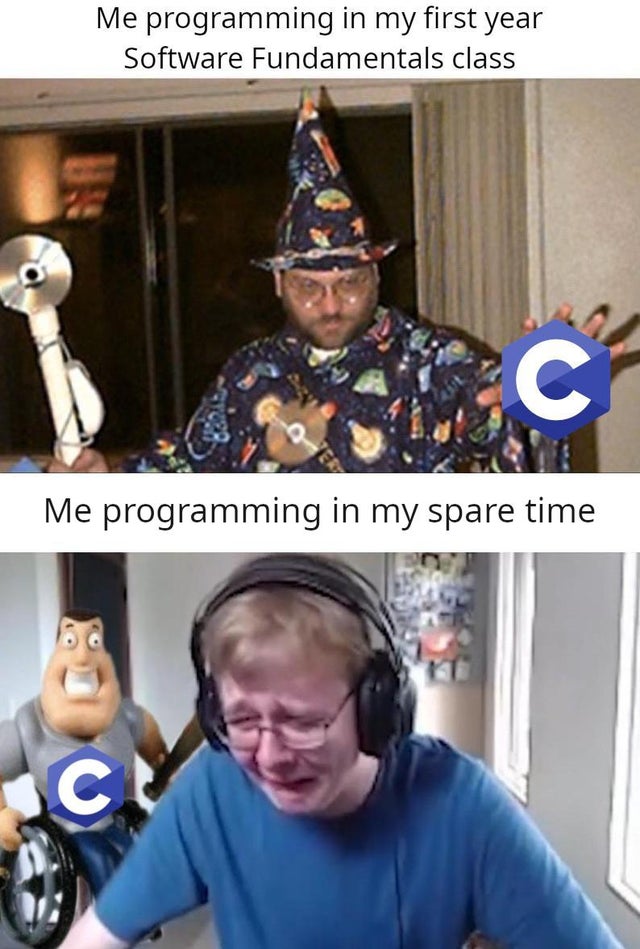 Me programming in my first year
Software Fundamentals class
C
Me programming in my spare time
C